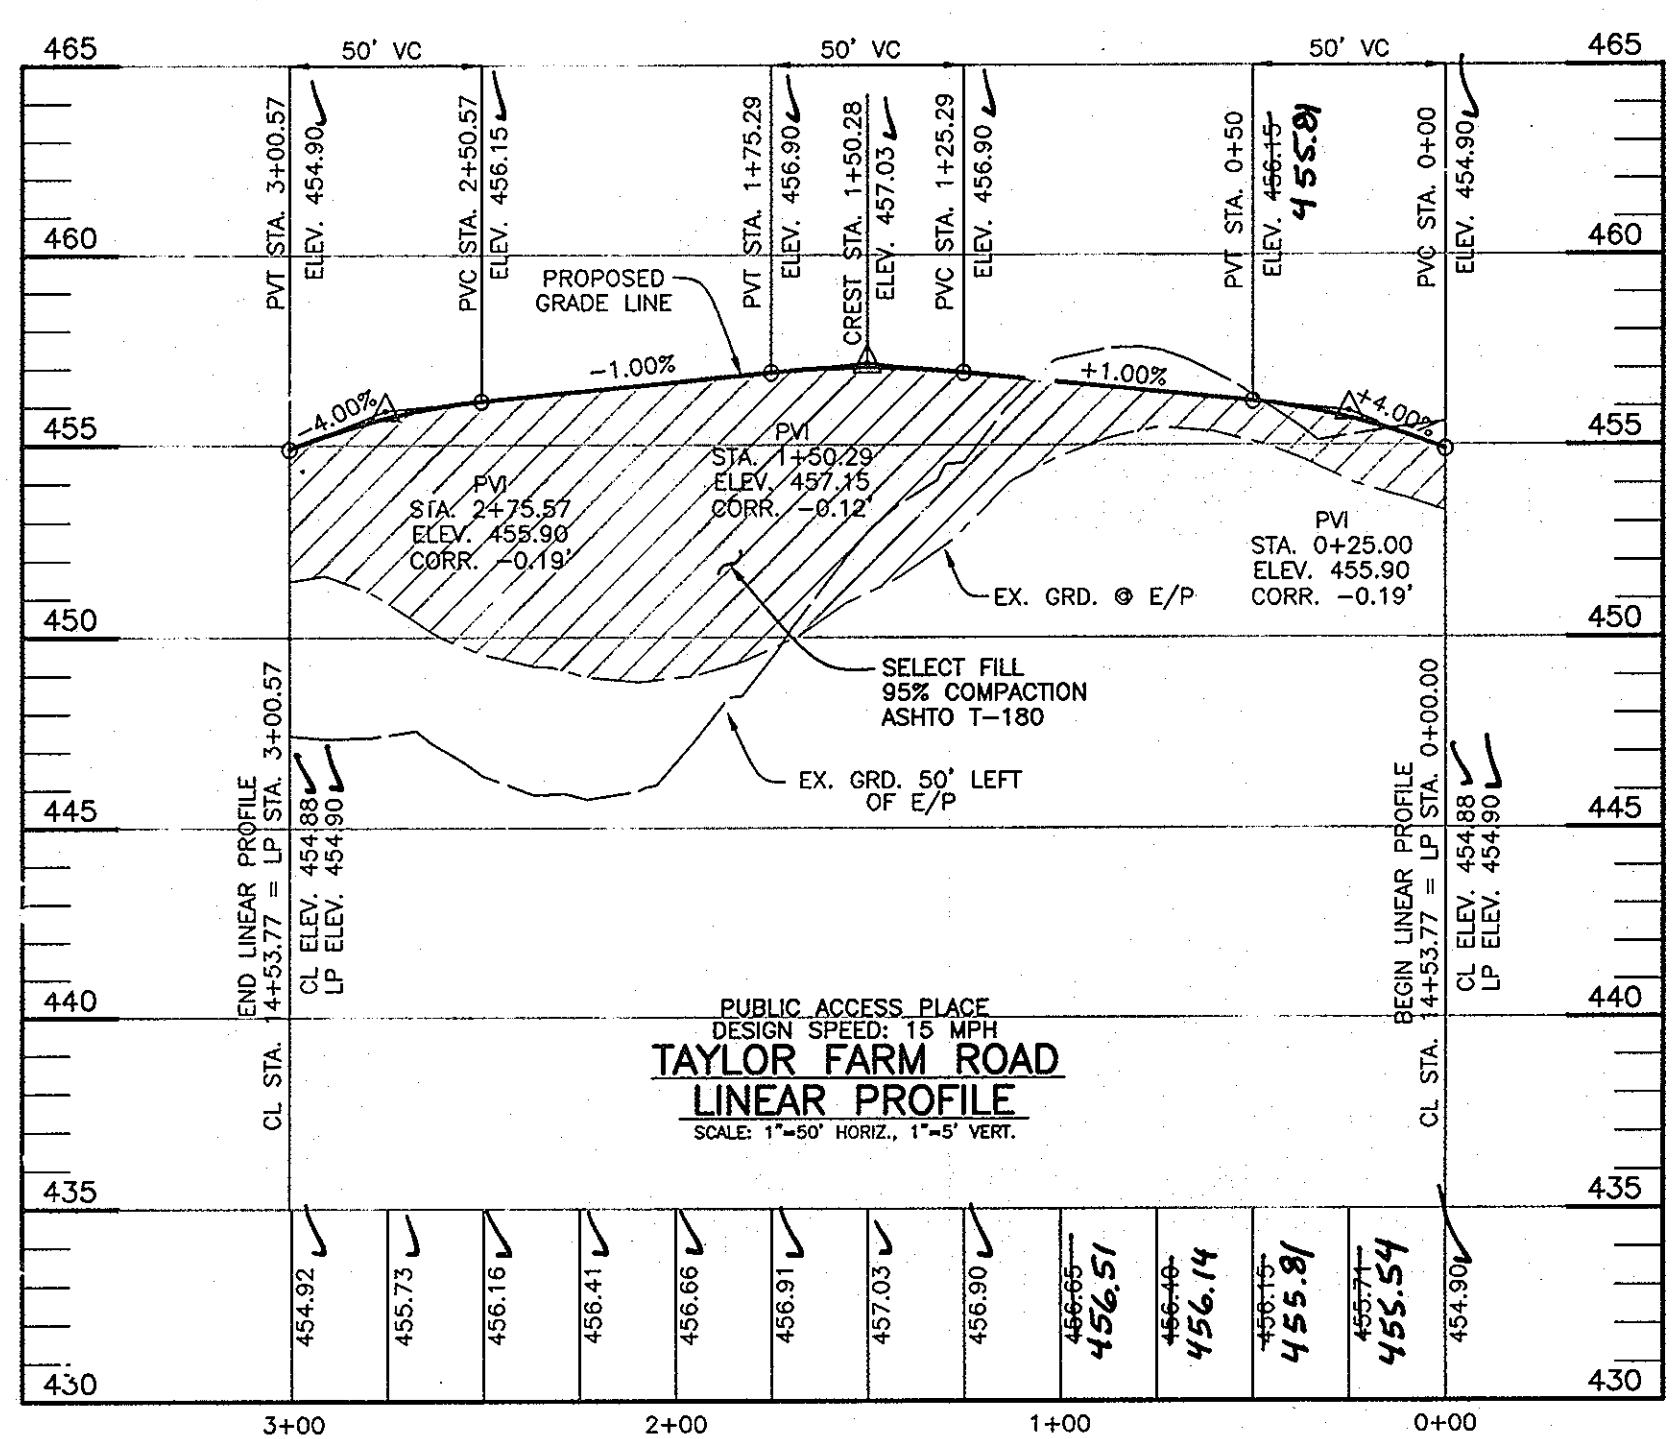 465
50' VC
50' VC
50' VC
465
PVT STA. 3+00.57
ELEV. 454.90
PVC STA. 2+50.57
ELEV. 456.15
PVT STA. 1+75.29
ELEV. 456.90
CREST STA. 1+50.28
ELEV. 457.03
PVC STA. 1+25.29
ELEV. 456.90
PVT STA. 0+50
ELEV. 456.15
455.81
PVC STA. 0+00
ELEV. 454.90
460
460
PROPOSED
GRADE LINE
-4.00%
-1.00%
+1.00%
+4.00%
455
455
PVI
STA. 2+75.57
ELEV. 455.90
CORR. -0.19'
PVI
STA. 1+50.29
ELEV. 457.15
CORR. -0.12'
PVI
STA. 0+25.00
ELEV. 455.90
CORR. -0.19'
EX. GRD. @ E/P
450
450
SELECT FILL
95% COMPACTION
ASHTO T-180
EX. GRD. 50' LEFT
OF E/P
445
445
END LINEAR PROFILE
CL STA. 14+53.77 = LP STA. 3+00.57
CL ELEV. 454.88
LP ELEV. 454.90
BEGIN LINEAR PROFILE
CL STA. 14+53.77 = LP STA. 0+00.00
CL ELEV. 454.88
LP ELEV. 454.90
440
440
PUBLIC ACCESS PLACE
DESIGN SPEED: 15 MPH
TAYLOR FARM ROAD
LINEAR PROFILE
SCALE: 1"=50' HORIZ., 1"=5' VERT.
435
435
454.92
455.73
456.16
456.41
456.66
456.91
457.03
456.90
456.65
456.51
456.40
456.14
456.15
455.81
455.71
455.54
454.90
430
430
3+00
2+00
1+00
0+00